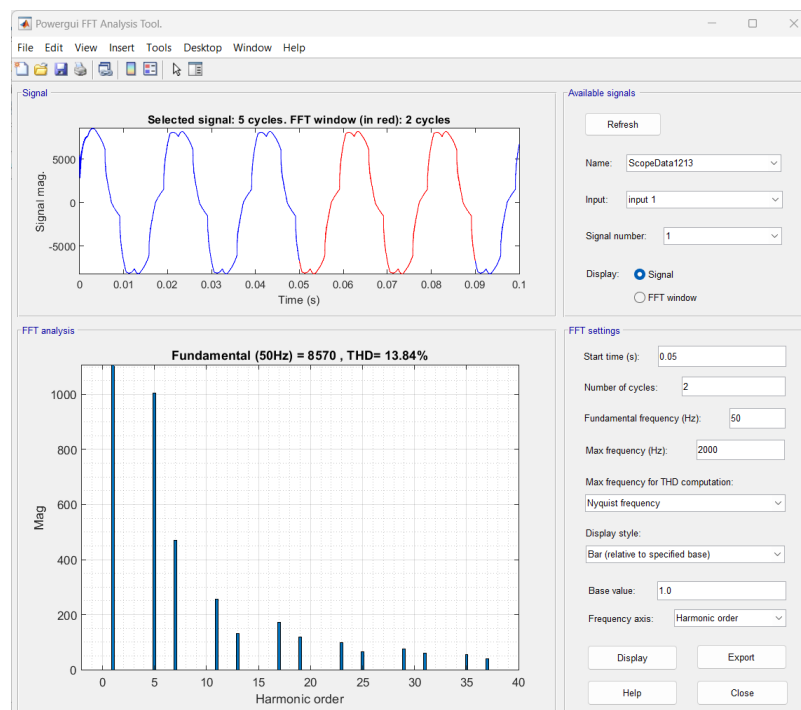 Powergui FFT Analysis Tool.
File Edit View Insert Tools Desktop Window Help
Signal
Selected signal: 5 cycles. FFT window (in red): 2 cycles
5000
0
-5000
Signal mag.
0 0.01 0.02 0.03 0.04 0.05 0.06 0.07 0.08 0.09 0.1
Time (s)
FFT analysis
Fundamental (50Hz) = 8570 , THD= 13.84%
1000
800
600
400
200
0
Mag
0 5 10 15 20 25 30 35 40
Harmonic order
Available signals
Refresh
Name: ScopeData1213
Input: input 1
Signal number: 1
Display: Signal
FFT window
FFT settings
Start time (s): 0.05
Number of cycles: 2
Fundamental frequency (Hz): 50
Max frequency (Hz): 2000
Max frequency for THD computation:
Nyquist frequency
Display style:
Bar (relative to specified base)
Base value: 1.0
Frequency axis: Harmonic order
Display Export
Help Close